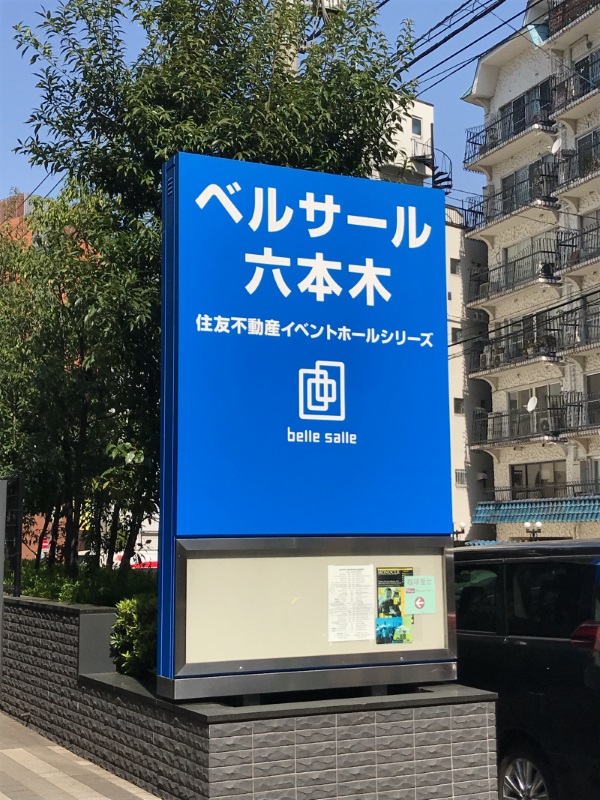 ベルサール
六本木
住友不動産イベントホールシリーズ
belle salle